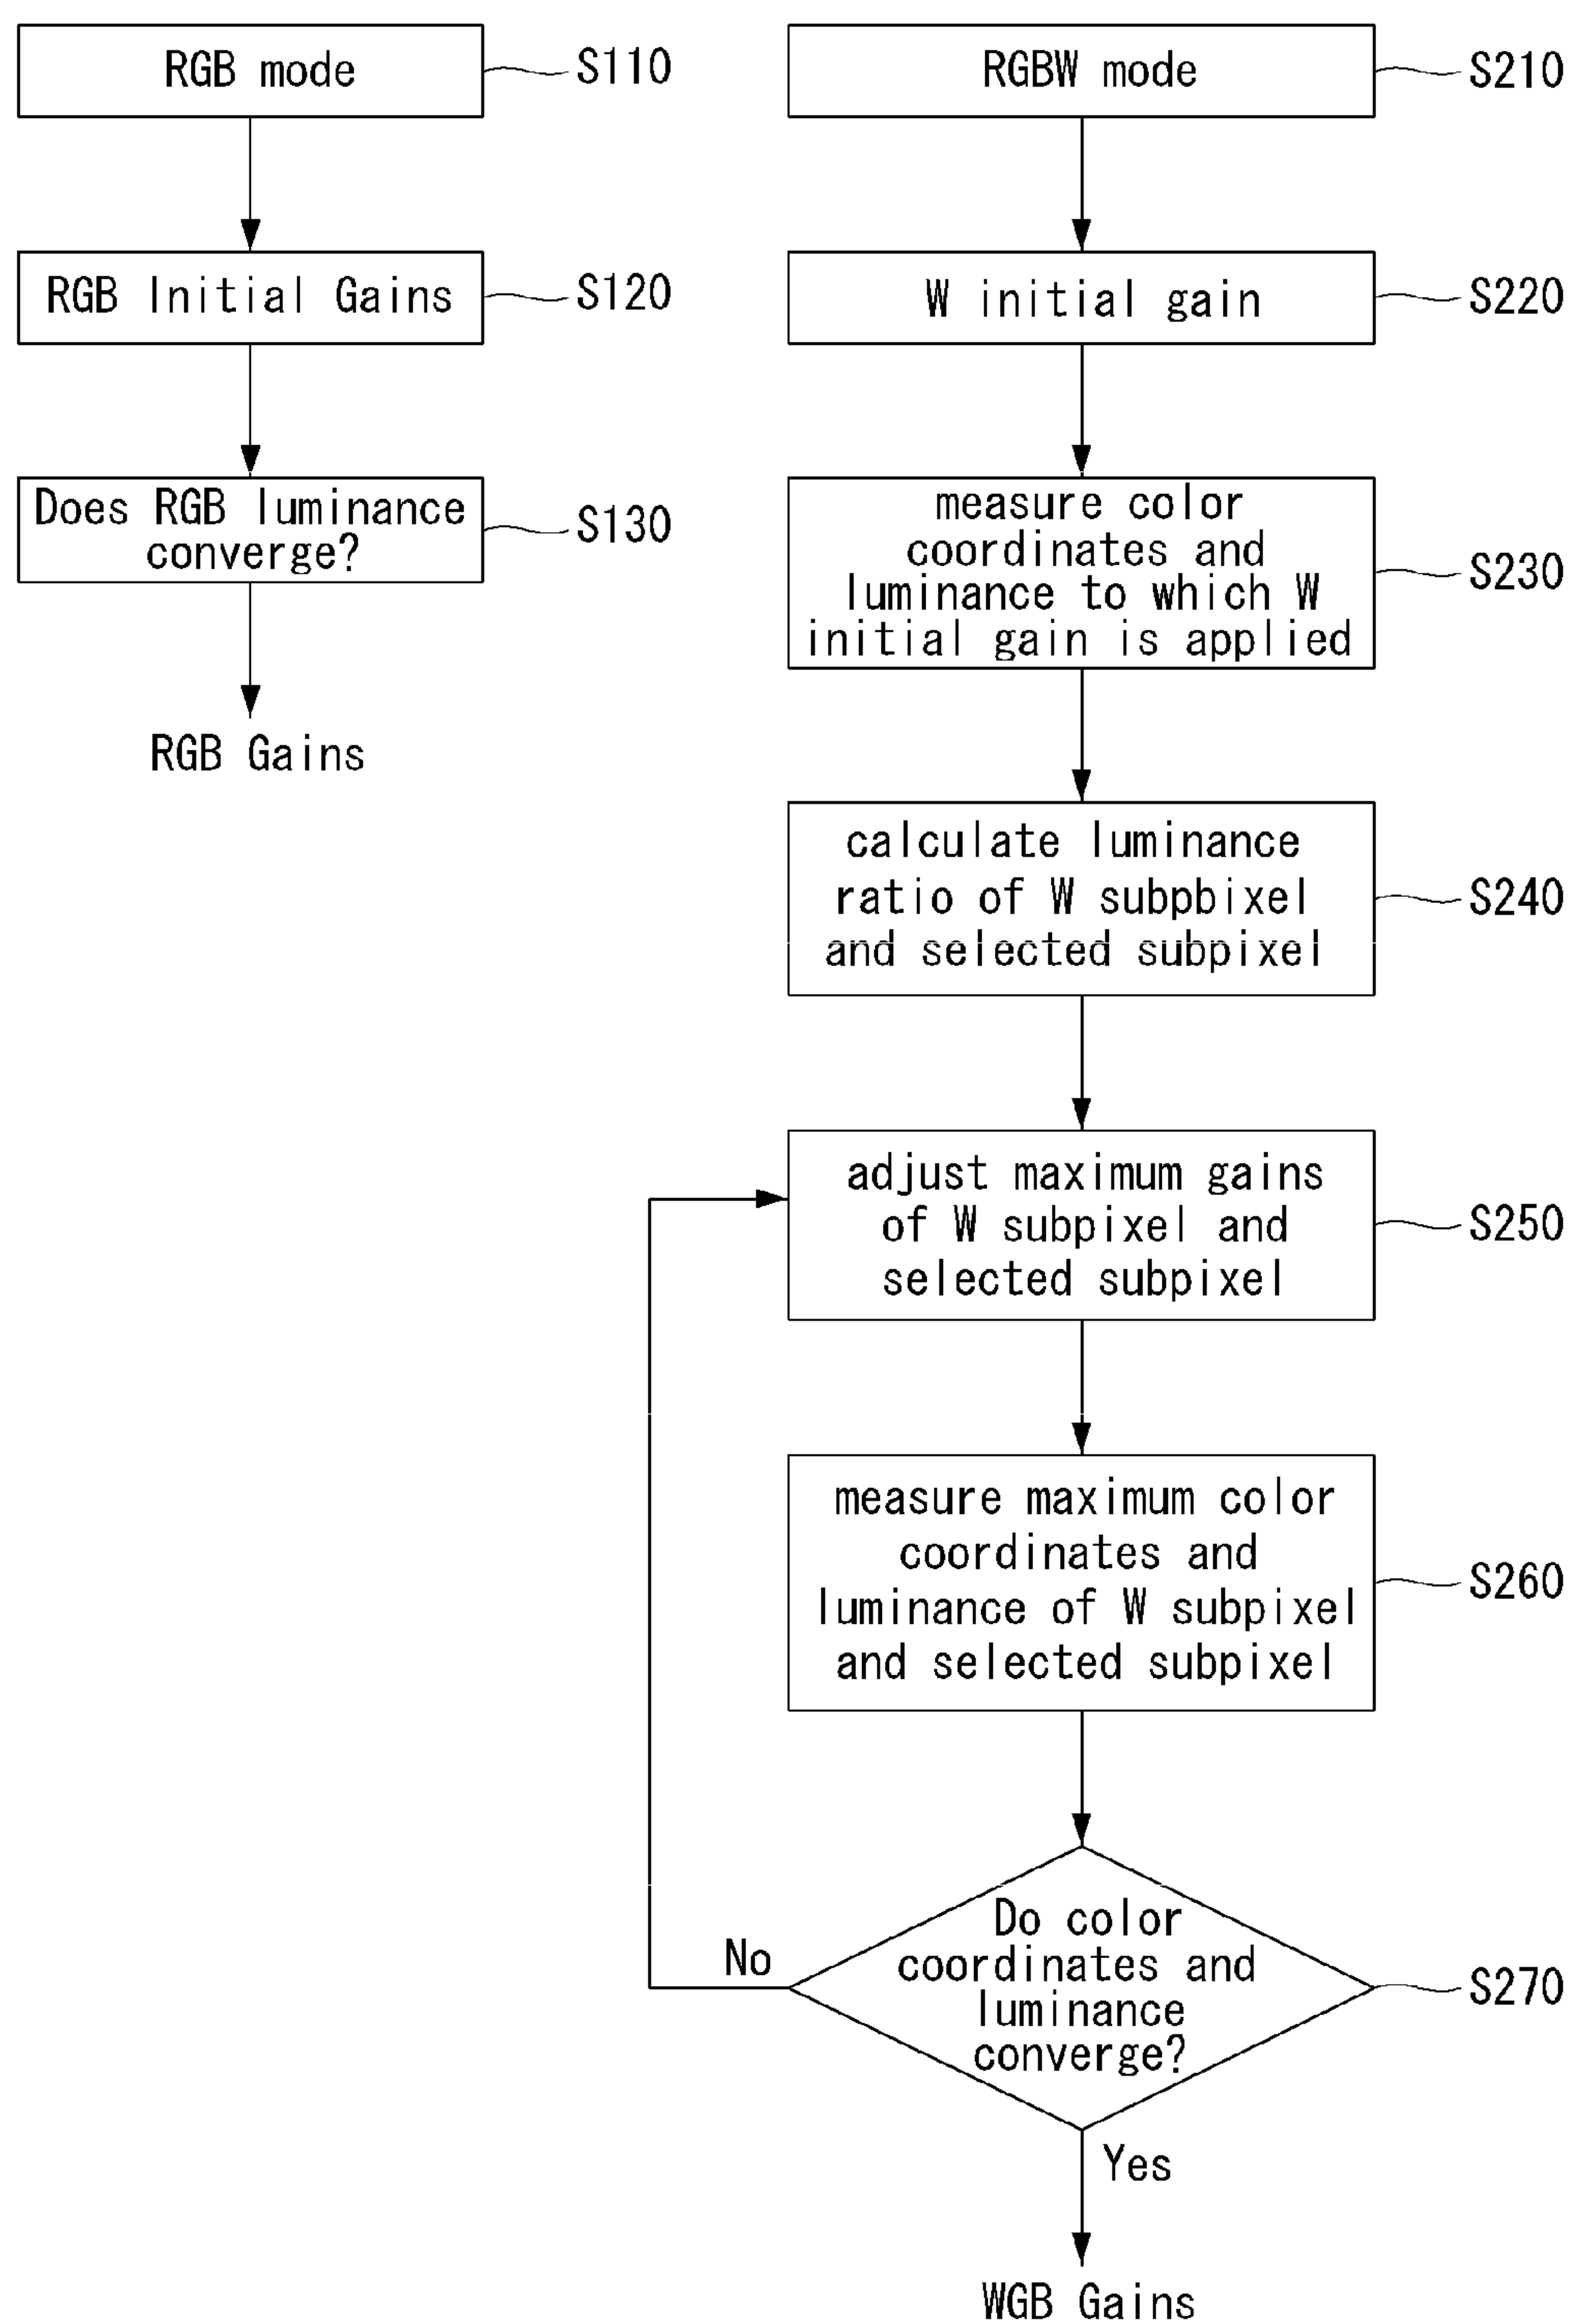 RGB mode
S110
RGB Initial Gains
S120
Does RGB luminance
converge?
S130
RGB Gains
RGBW mode
S210
W initial gain
S220
measure color
coordinates and
luminance to which W
initial gain is applied
S230
calculate luminance
ratio of W subpbixel
and selected subpixel
S240
adjust maximum gains
of W subpixel and
selected subpixel
S250
measure maximum color
coordinates and
luminance of W subpixel
and selected subpixel
S260
Do color
coordinates and
luminance
converge?
S270
No
Yes
WGB Gains